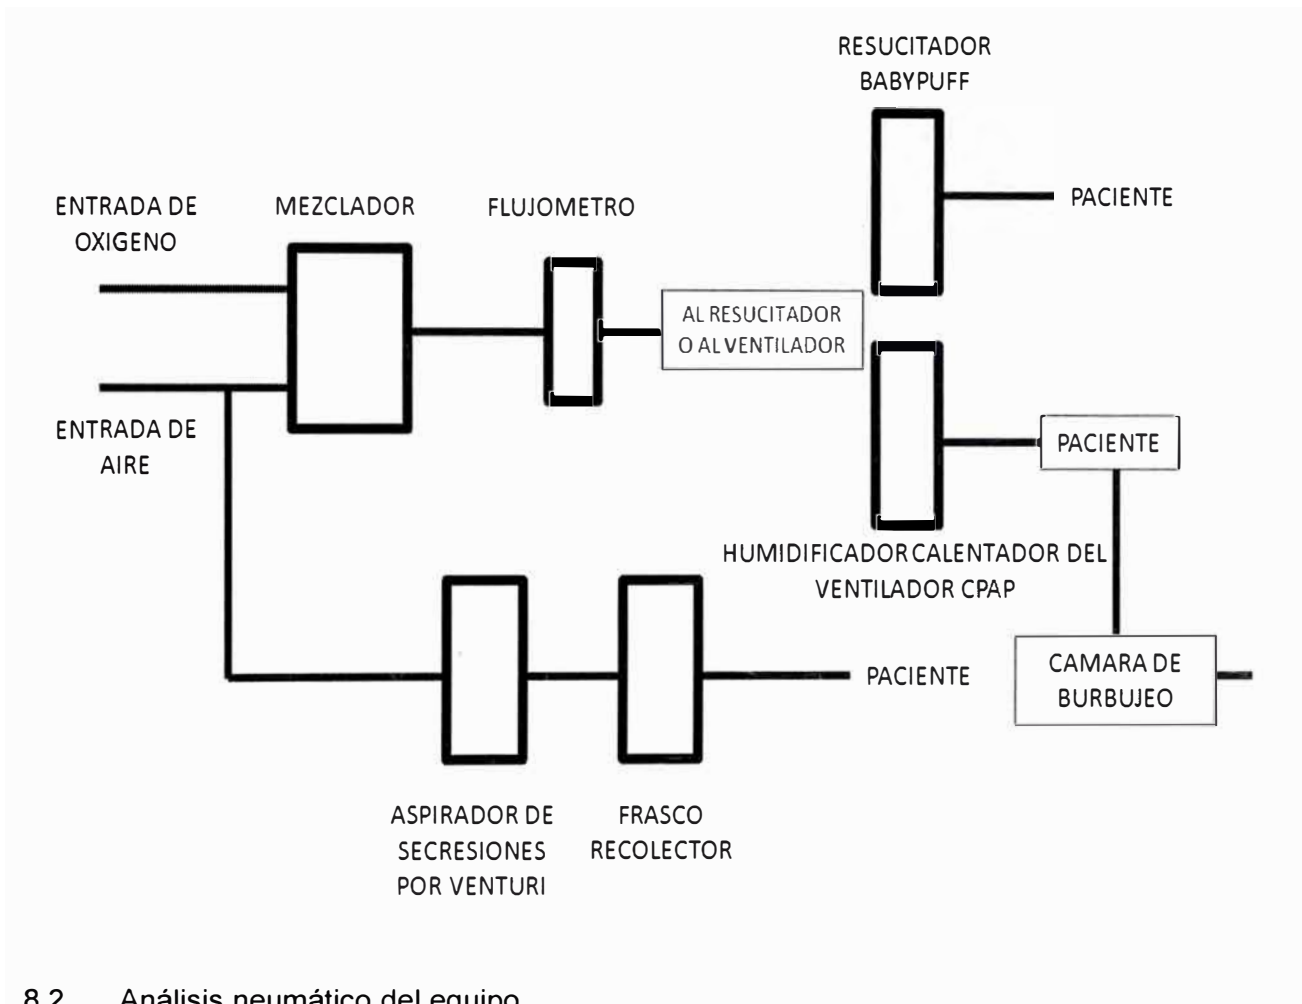 RESUCITADOR
BABYPUFF
ENTRADA DE
OXIGENO
MEZCLADOR
FLUJOMETRO
PACIENTE
AL RESUCITADOR
O AL VENTILADOR
ENTRADA DE
AIRE
PACIENTE
HUMIDIFICADOR CALENTADOR DEL
VENTILADOR CPAP
CAMARA DE
BURBUJEO
PACIENTE
ASPIRADOR DE
SECRESIONES
POR VENTURI
FRASCO
RECOLECTOR
8.2 Análisis neumático del equipo